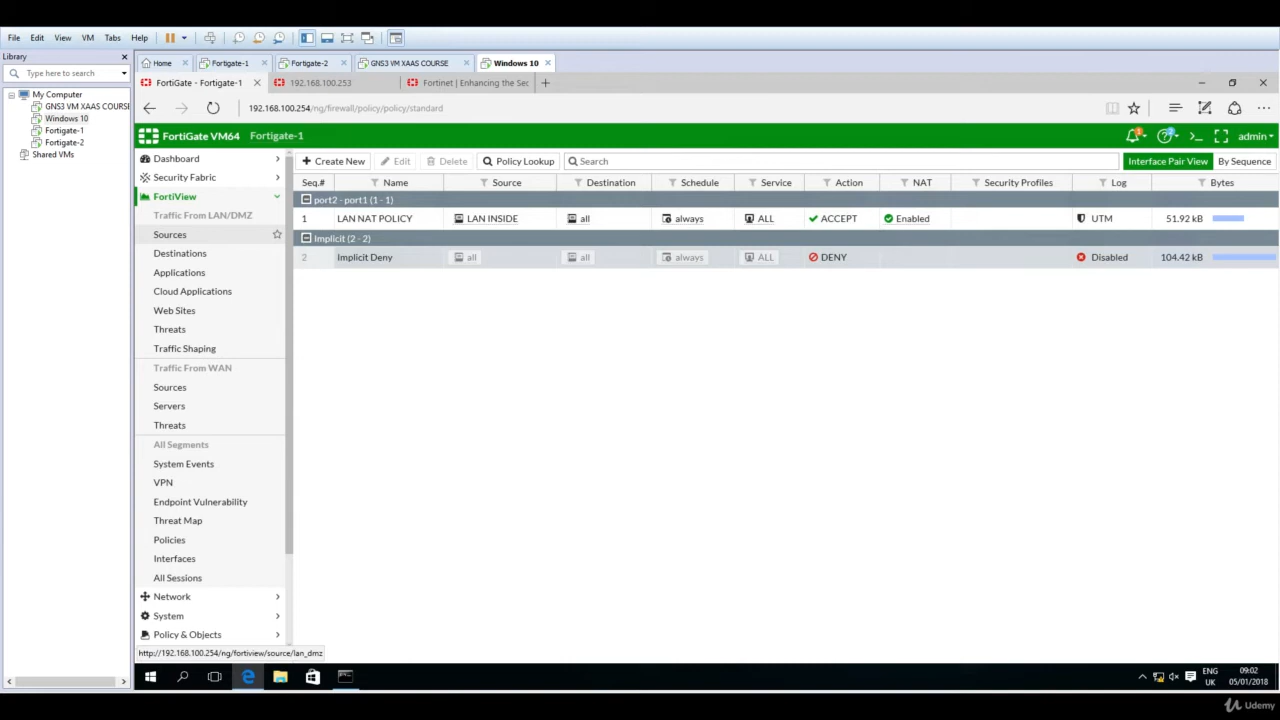 File Edit View VM Tabs Help
Library
Home Fortigate-1 Fortigate-2 GNS3 VM XAAS COURSE Windows 10
Type here to search
FortiGate - Fortigate-1 192.168.100.253 Fortinet | Enhancing the Sec
My Computer
GNS3 VM XAAS COURSE
Windows 10
Fortigate-1
Fortigate-2
Shared VMs
192.168.100.254/ng/firewall/policy/policy/standard
FortiGate VM64 Fortigate-1 1 2 admin
Dashboard
Security Fabric
FortiView
Traffic From LAN/DMZ
Sources
Destinations
Applications
Cloud Applications
Web Sites
Threats
Traffic Shaping
Traffic From WAN
Sources
Servers
Threats
All Segments
System Events
VPN
Endpoint Vulnerability
Threat Map
Policies
Interfaces
All Sessions
Network
System
Policy & Objects
Create New Edit Delete Policy Lookup Search Interface Pair View By Sequence
Seq.# Name Source Destination Schedule Service Action NAT Security Profiles Log Bytes
port2 - port1 (1 - 1)
1 LAN NAT POLICY LAN INSIDE all always ALL ACCEPT Enabled UTM 51.92 kB
Implicit (2 - 2)
2 Implicit Deny all all always ALL DENY Disabled 104.42 kB
http://192.168.100.254/ng/fortiview/source/lan_dmz
ENG
UK
09:02
05/01/2018
Udemy